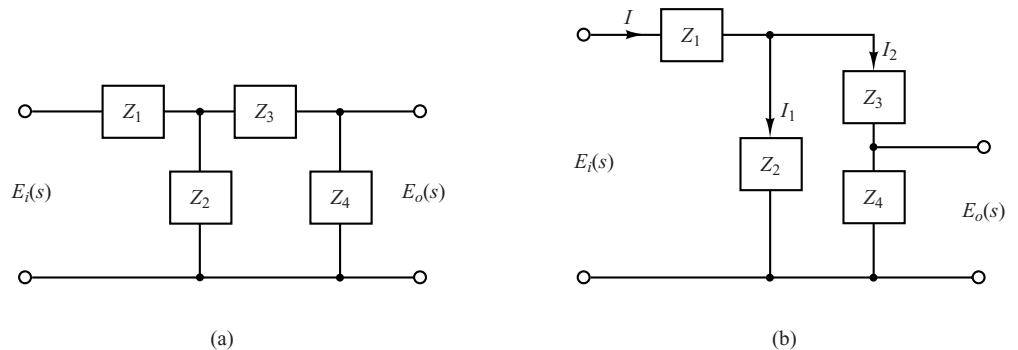 Z1
Z3
Ei(s)
Z2
Z4
Eo(s)
(a)
I
Z1
I2
Z3
I1
Ei(s)
Z2
Z4
Eo(s)
(b)